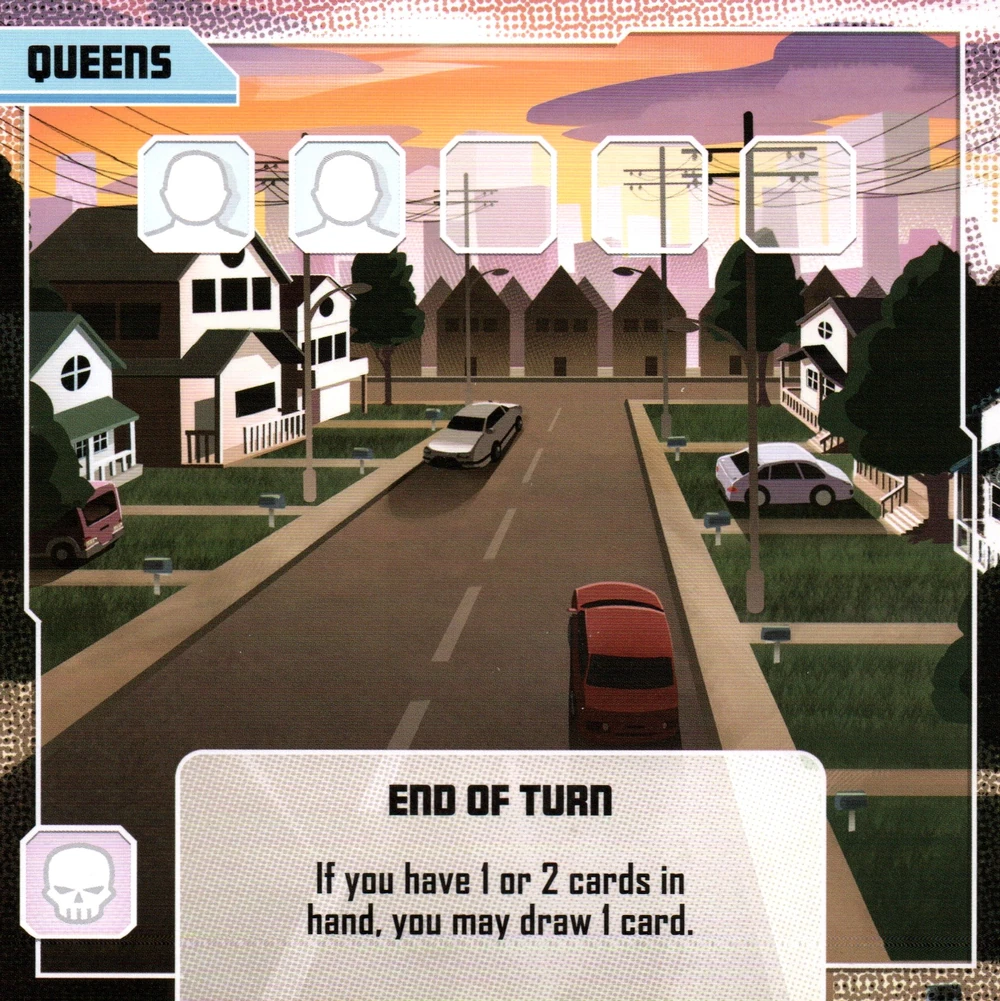 QUEENS
END OF TURN
If you have 1 or 2 cards in
hand, you may draw 1 card.